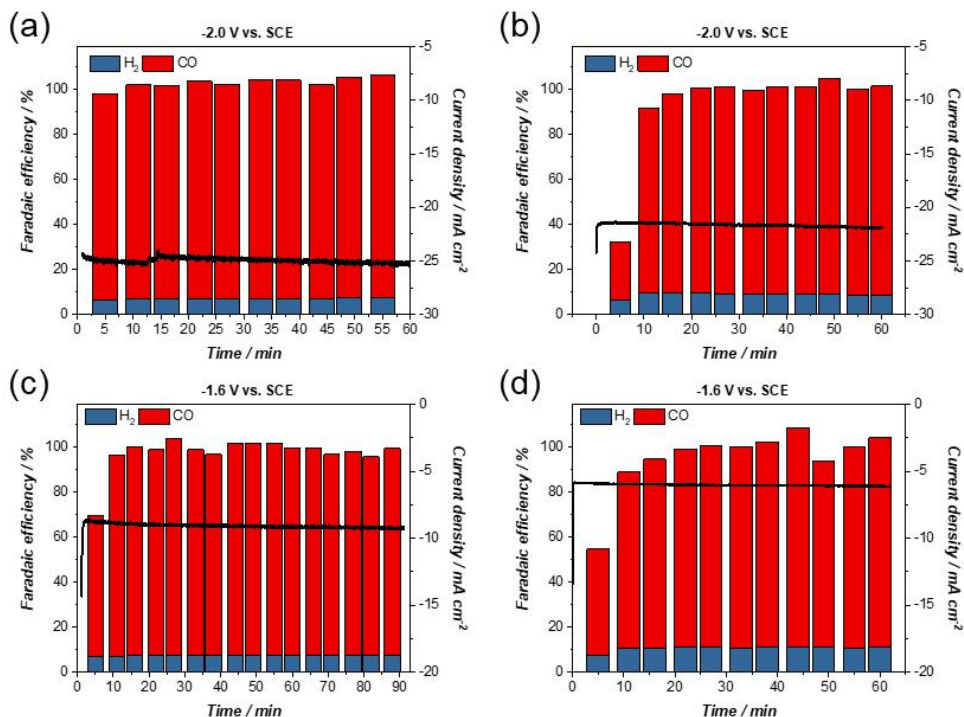 (a)
-2.0 V vs. SCE
H2 CO
Faradaic efficiency / %
100
80
60
40
20
0
-5
-10
-15
-20
-25
-30
Current density / mA cm-2
0 5 10 15 20 25 30 35 40 45 50 55 60
Time / min
(b)
-2.0 V vs. SCE
H2 CO
Faradaic efficiency / %
100
80
60
40
20
0
-5
-10
-15
-20
-25
-30
Current density / mA cm-2
0 10 20 30 40 50 60
Time / min
(c)
-1.6 V vs. SCE
H2 CO
Faradaic efficiency / %
100
80
60
40
20
0
0
-5
-10
-15
-20
Current density / mA cm-2
0 10 20 30 40 50 60 70 80 90
Time / min
(d)
-1.6 V vs. SCE
H2 CO
Faradaic efficiency / %
100
80
60
40
20
0
0
-5
-10
-15
-20
Current density / mA cm-2
0 10 20 30 40 50 60
Time / min